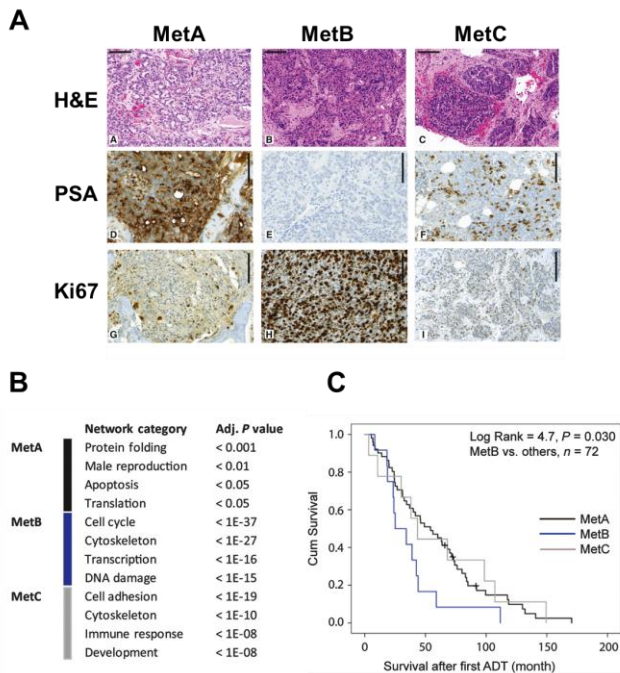 A
MetA MetB MetC
H&E
A B C
PSA
D E F
Ki67
G H I
B
Network category Adj. P value
MetA Protein folding < 0.001
Male reproduction < 0.01
Apoptosis < 0.05
Translation < 0.05
MetB Cell cycle < 1E-37
Cytoskeleton < 1E-27
Transcription < 1E-16
DNA damage < 1E-15
MetC Cell adhesion < 1E-19
Cytoskeleton < 1E-10
Immune response < 1E-08
Development < 1E-08
C
Log Rank = 4.7, P = 0.030
MetB vs. others, n = 72
MetA
MetB
MetC
Cum Survival
1.0
0.8
0.6
0.4
0.2
0.0
0 50 100 150 200
Survival after first ADT (month)